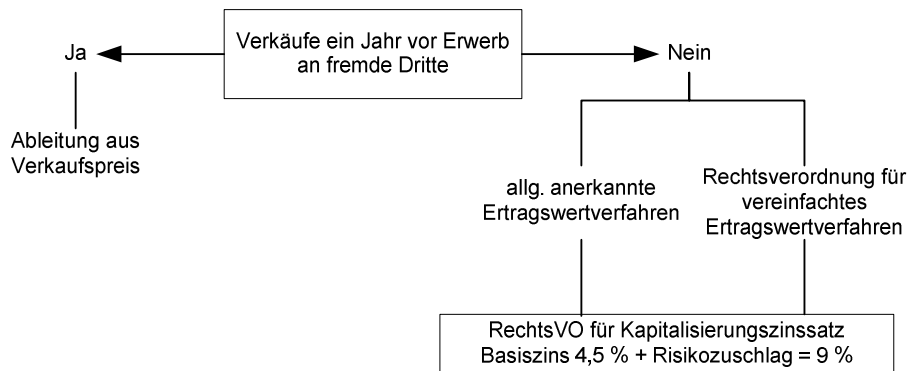 Verkäufe ein Jahr vor Erwerb
an fremde Dritte
Ja
Nein
Ableitung aus
Verkaufspreis
allg. anerkannte
Ertragswertverfahren
Rechtsverordnung für
vereinfachtes
Ertragswertverfahren
RechtsVO für Kapitalisierungszinssatz
Basiszins 4,5 % + Risikozuschlag = 9 %